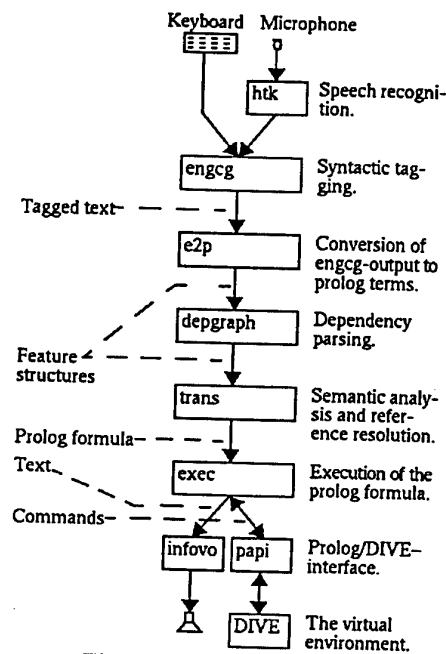 Keyboard Microphone
htk
Speech recogni-
tion.
engcg
Syntactic tag-
ging.
Tagged text
e2p
Conversion of
engcg-output to
prolog terms.
depgraph
Dependency
parsing.
Feature
structures
trans
Semantic analy-
sis and refer-
ence resolution.
Prolog formula
exec
Execution of the
prolog formula.
Text
Commands
infovo
papi
Prolog/DIVE-
interface.
DIVE
The virtual
environment.